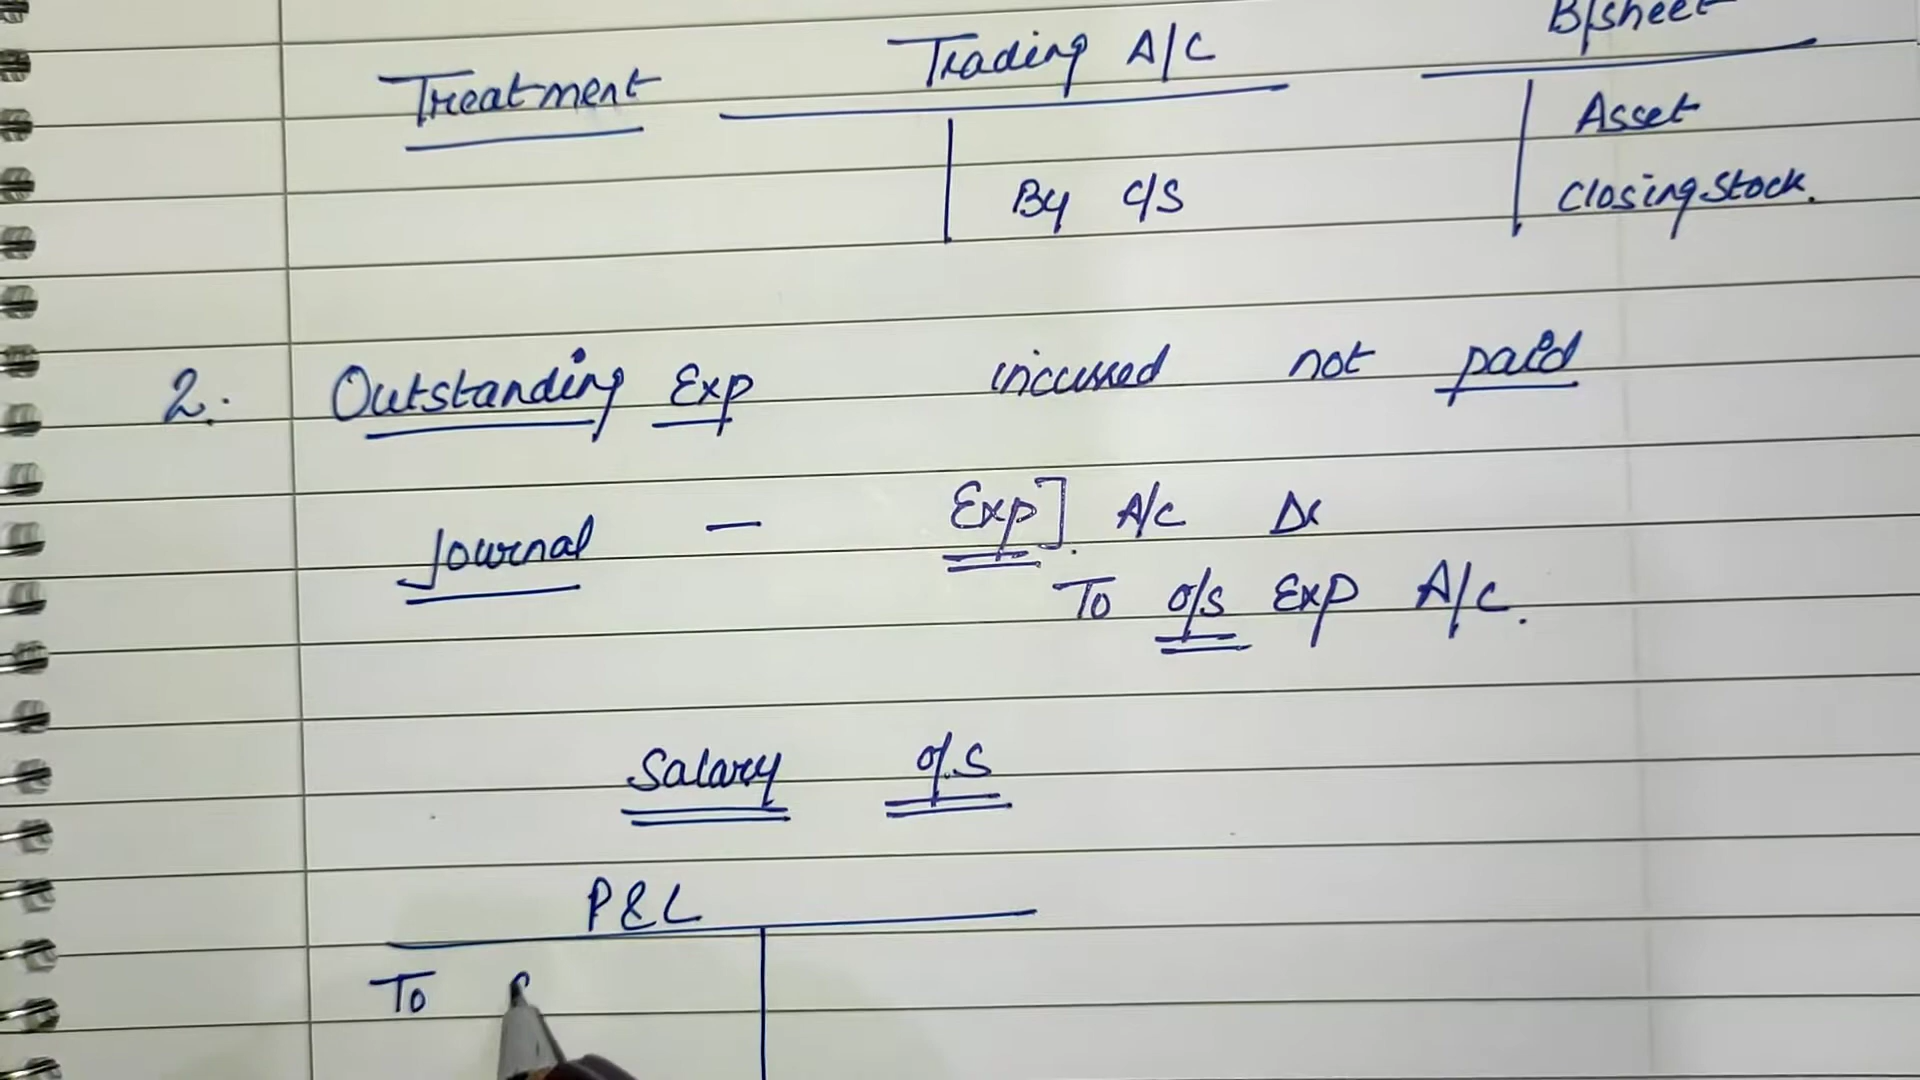 Treatment Trading A/C B/sheet
Asset
By C/S Closing Stock.
2. Outstanding Exp incurred not paid
Journal - Exp]. A/c Dr
To o/s Exp A/c.
Salary o/s
P&L
To